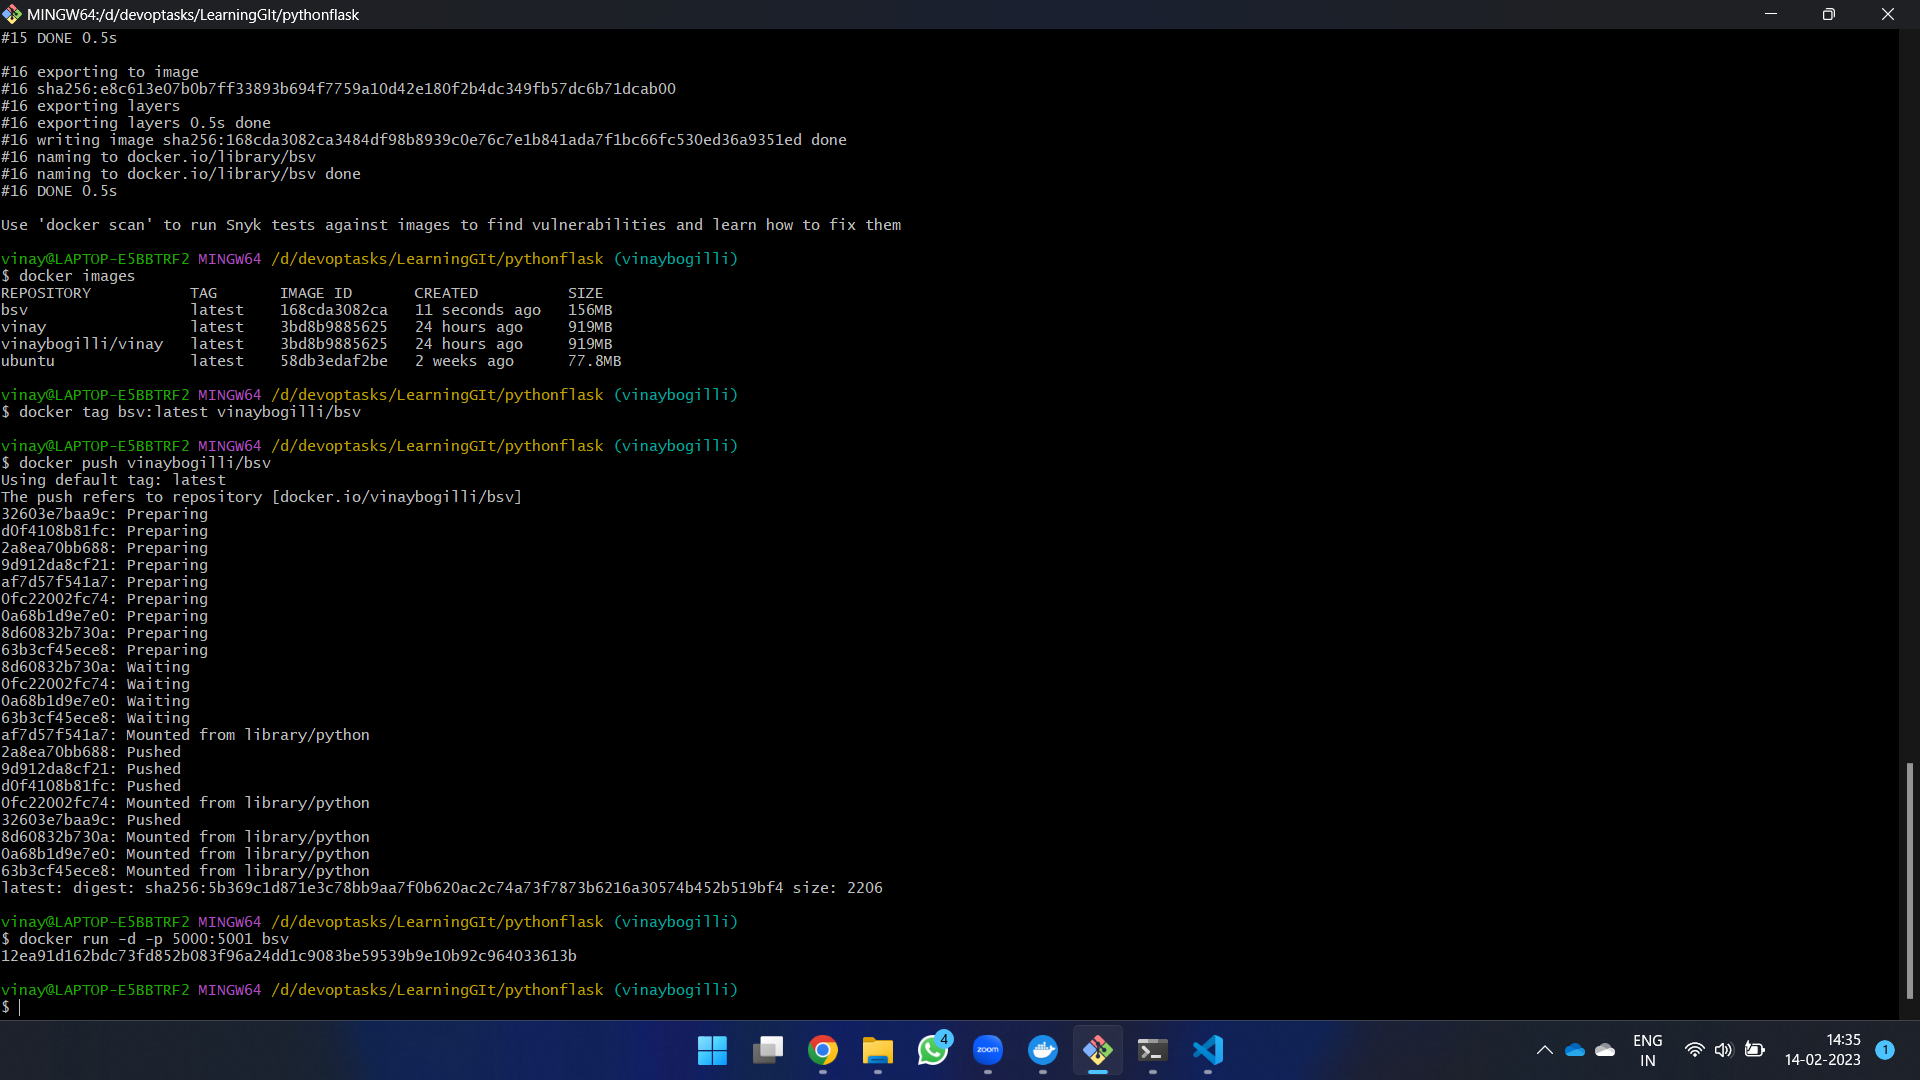 MINGW64:/d/devoptasks/LearningGIt/pythonflask
#15 DONE 0.5s
#16 exporting to image
#16 sha256:e8c613e07b0b7ff33893b694f7759a10d42e180f2b4dc349fb57dc6b71dcab00
#16 exporting layers
#16 exporting layers 0.5s done
#16 writing image sha256:168cda3082ca3484df98b8939c0e76c7e1b841ada7f1bc66fc530ed36a9351ed done
#16 naming to docker.io/library/bsv
#16 naming to docker.io/library/bsv done
#16 DONE 0.5s
Use 'docker scan' to run Snyk tests against images to find vulnerabilities and learn how to fix them
vinay@LAPTOP-E5BBTRF2 MINGW64 /d/devoptasks/LearningGIt/pythonflask (vinaybogilli)
$ docker images
REPOSITORY TAG IMAGE ID CREATED SIZE
bsv latest 168cda3082ca 11 seconds ago 156MB
vinay latest 3bd8b9885625 24 hours ago 919MB
vinaybogilli/vinay latest 3bd8b9885625 24 hours ago 919MB
ubuntu latest 58db3edaf2be 2 weeks ago 77.8MB
vinay@LAPTOP-E5BBTRF2 MINGW64 /d/devoptasks/LearningGIt/pythonflask (vinaybogilli)
$ docker tag bsv:latest vinaybogilli/bsv
vinay@LAPTOP-E5BBTRF2 MINGW64 /d/devoptasks/LearningGIt/pythonflask (vinaybogilli)
$ docker push vinaybogilli/bsv
Using default tag: latest
The push refers to repository [docker.io/vinaybogilli/bsv]
32603e7baa9c: Preparing
d0f4108b81fc: Preparing
2a8ea70bb688: Preparing
9d912da8cf21: Preparing
af7d57f541a7: Preparing
0fc22002fc74: Preparing
0a68b1d9e7e0: Preparing
8d60832b730a: Preparing
63b3cf45ece8: Preparing
8d60832b730a: Waiting
0fc22002fc74: Waiting
0a68b1d9e7e0: Waiting
63b3cf45ece8: Waiting
af7d57f541a7: Mounted from library/python
2a8ea70bb688: Pushed
9d912da8cf21: Pushed
d0f4108b81fc: Pushed
0fc22002fc74: Mounted from library/python
32603e7baa9c: Pushed
8d60832b730a: Mounted from library/python
0a68b1d9e7e0: Mounted from library/python
63b3cf45ece8: Mounted from library/python
latest: digest: sha256:5b369c1d871e3c78bb9aa7f0b620ac2c74a73f7873b6216a30574b452b519bf4 size: 2206
vinay@LAPTOP-E5BBTRF2 MINGW64 /d/devoptasks/LearningGIt/pythonflask (vinaybogilli)
$ docker run -d -p 5000:5001 bsv
12ea91d162bdc73fd852b083f96a24dd1c9083be59539b9e10b92c964033613b
vinay@LAPTOP-E5BBTRF2 MINGW64 /d/devoptasks/LearningGIt/pythonflask (vinaybogilli)
$
4
zoom
ENG
IN
14:35
14-02-2023
1